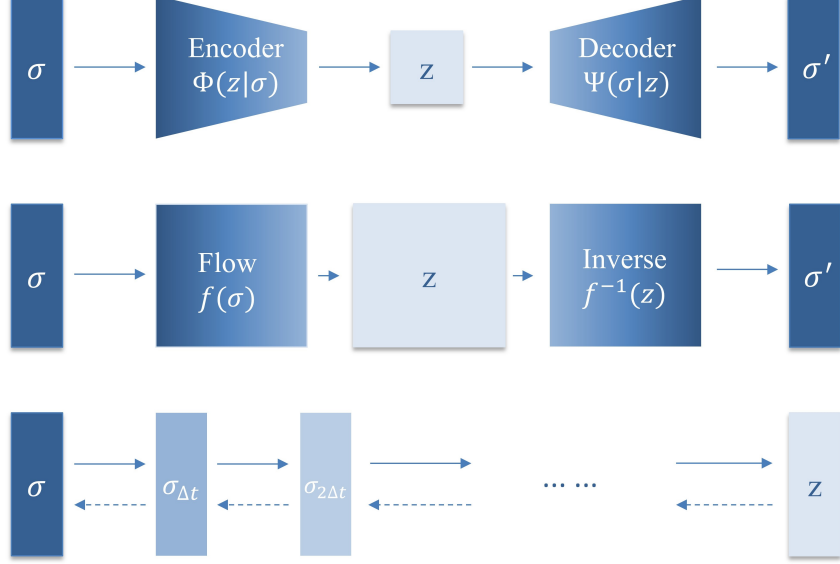 σ
Encoder
Φ(z|σ)
z
Decoder
Ψ(σ|z)
σ′
σ
Flow
f(σ)
z
Inverse
f⁻¹(z)
σ′
σ
σ_Δt
σ_2Δt
... ...
z